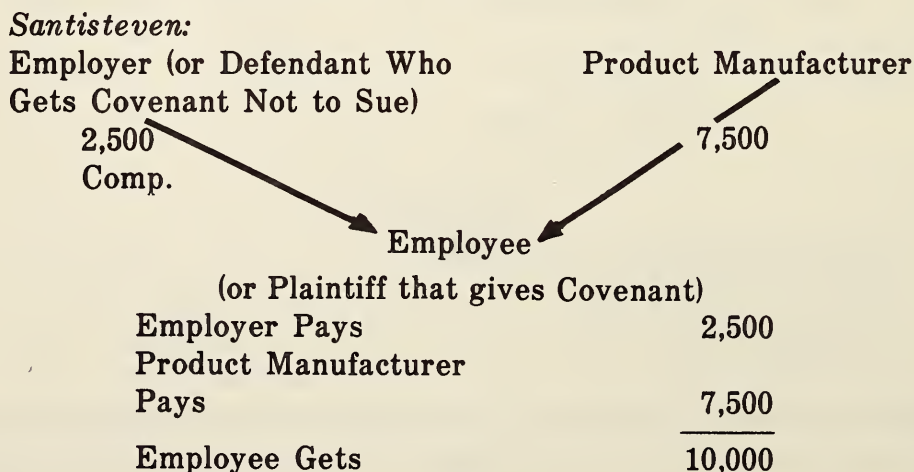 Santisteven:
Employer (or Defendant Who Product Manufacturer
Gets Covenant Not to Sue)
2,500 7,500
Comp.
Employee
(or Plaintiff that gives Covenant)
Employer Pays 2,500
Product Manufacturer
Pays 7,500
Employee Gets 10,000